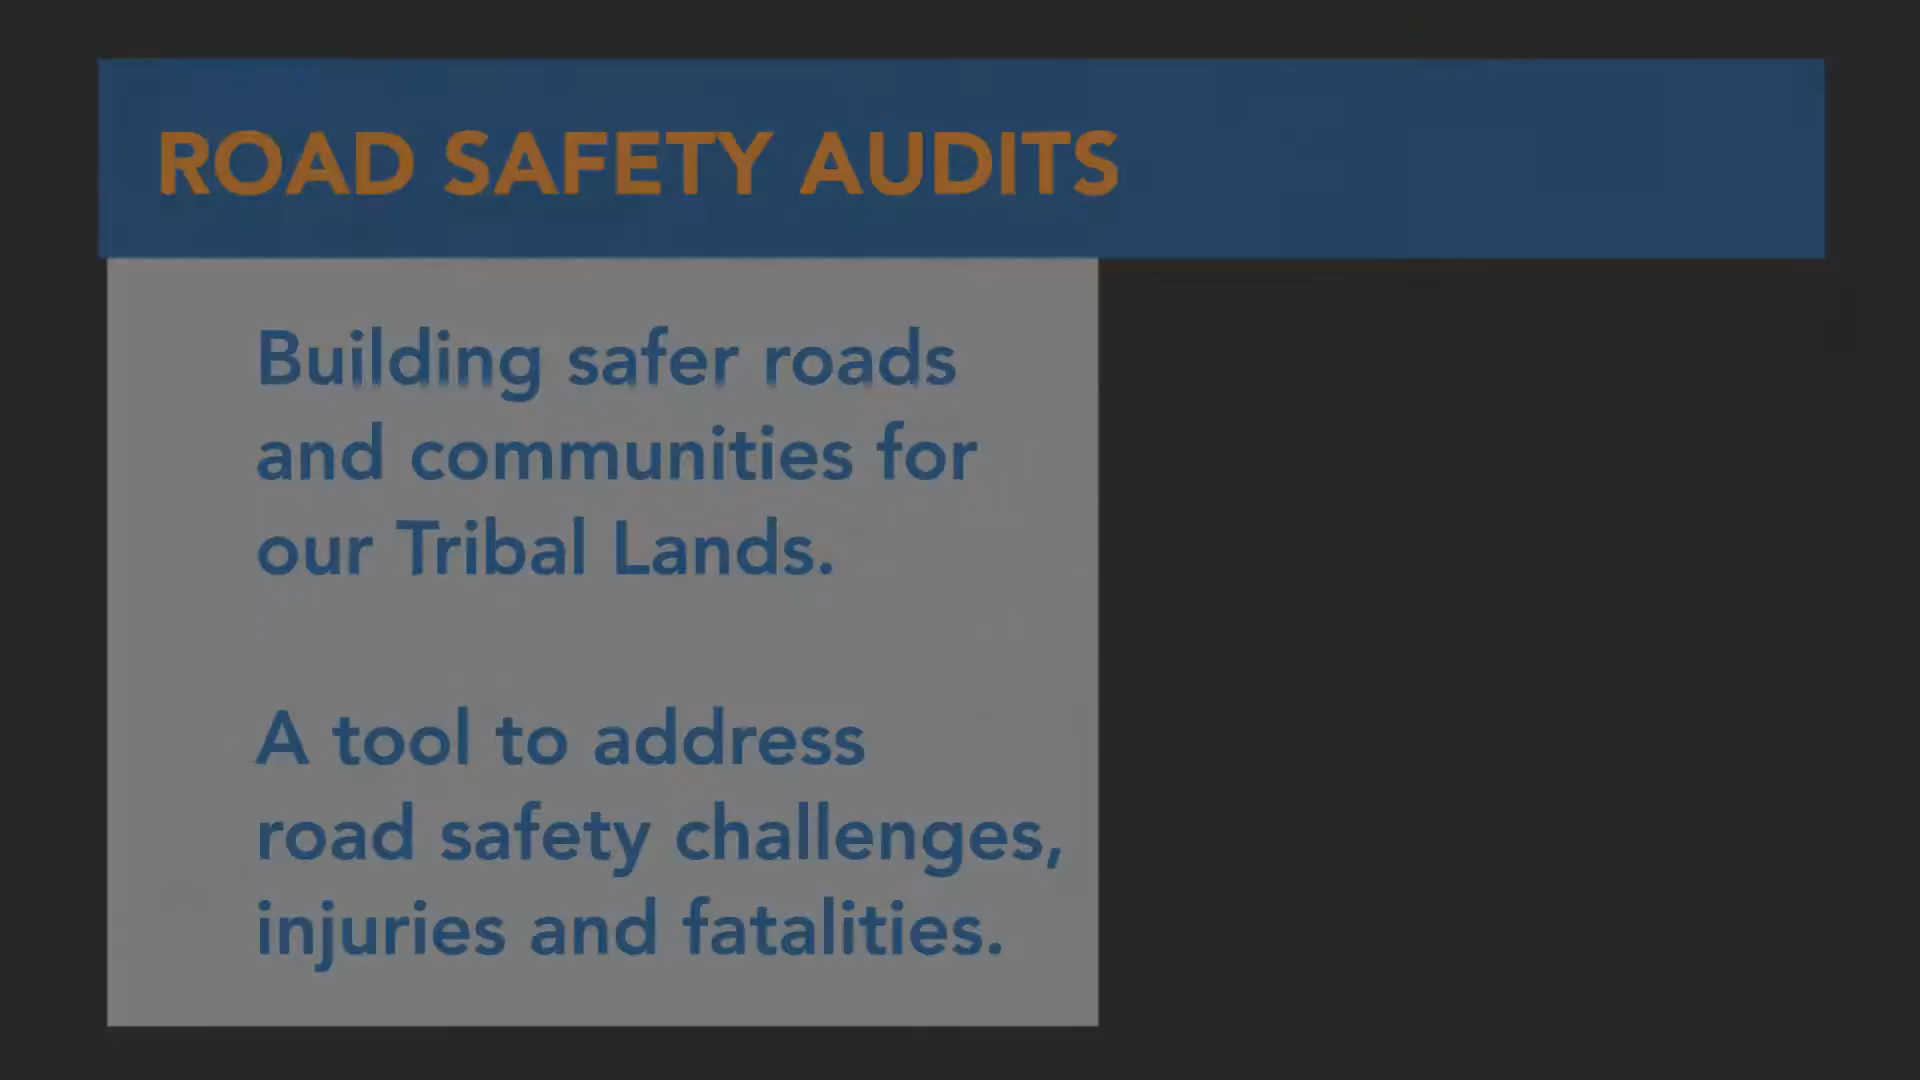 ROAD SAFETY AUDITS
Building safer roads
and communities for
our Tribal Lands.
A tool to address
road safety challenges,
injuries and fatalities.